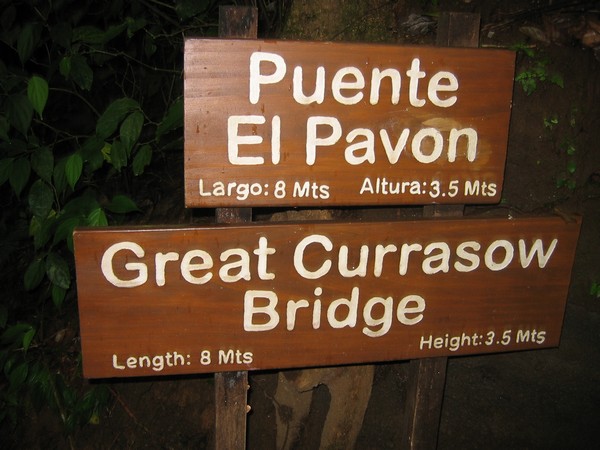 Puente
El Pavon
Largo: 8 Mts Altura: 3.5 Mts
Great Currasow
Bridge
Length: 8 Mts Height: 3.5 Mts